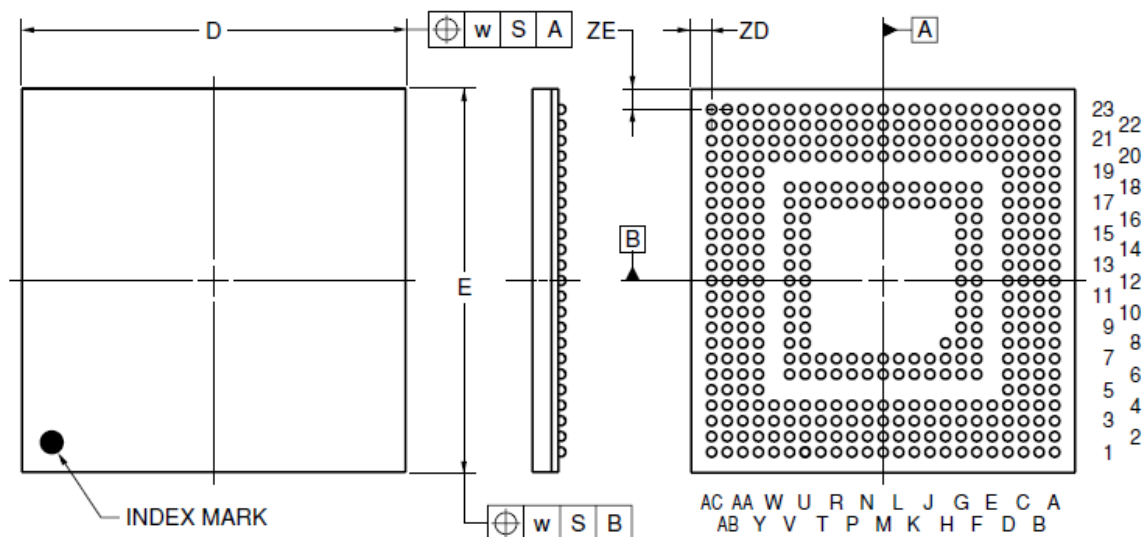 D
w S A
ZE
ZD
A
23
22
21
20
19
18
17
16
15
14
13
12
11
10
9
8
7
6
5
4
3
2
1
B
E
INDEX MARK
w S B
AC AA W U R N L J G E C A
AB Y V T P M K H F D B